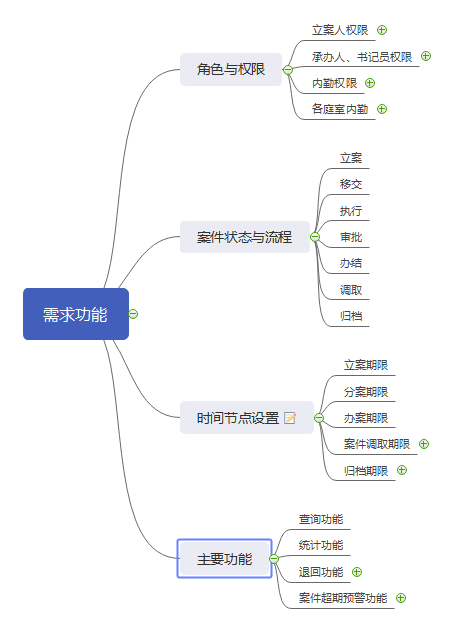 需求功能
角色与权限
立案人权限
承办人、书记员权限
内勤权限
各庭室内勤
案件状态与流程
立案
移交
执行
审批
办结
调取
归档
时间节点设置
立案期限
分案期限
办案期限
案件调取期限
归档期限
主要功能
查询功能
统计功能
退回功能
案件超期预警功能